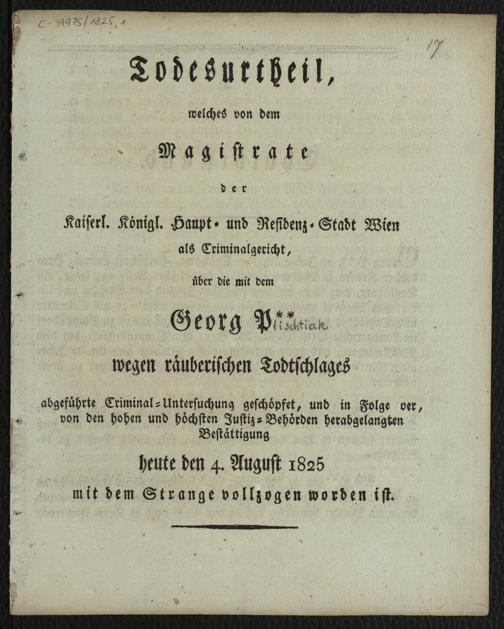 C-39975/1825,1
17
Todesurtheil,
welches von dem
Magistrate
der
Kaiserl. Königl. Haupt- und Residenz-Stadt Wien
als Criminalgericht,
über die mit dem
Georg P** lischtiak
wegen räuberischen Todtschlages
abgeführte Criminal-Untersuchung geschöpfet, und in Folge der,
von den hohen und höchsten Justiz-Behörden herabgelangten
Bestättigung
heute den 4. August 1825
mit dem Strange vollzogen worden ist.